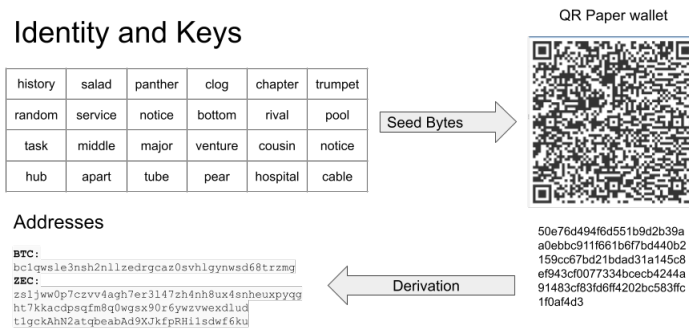 QR Paper wallet
Identity and Keys
history salad panther clog chapter trumpet
random service notice bottom rival pool
task middle major venture cousin notice
hub apart tube pear hospital cable
Seed Bytes
50e76d494f6d551b9d2b39a
a0ebbc911f661b6f7bd440b2
159cc67bd21bdad31a145c8
ef943cf0077334bcecb4244a
91483cf83fd6ff4202bc583ffc
1f0af4d3
Addresses
BTC:
bc1qwsle3nsh2nllzedrgcaz0svhlgynwsd68trzmg
ZEC:
zs1jww0p7czvv4agh7er3l47zh4nh8ux4snheuxpyqg
ht7kkacdpsqfm8q0wgsx90r6ywzvwexdlud
t1gckAhN2atqbeabAd9XJkfpRHi1sdwf6ku
Derivation